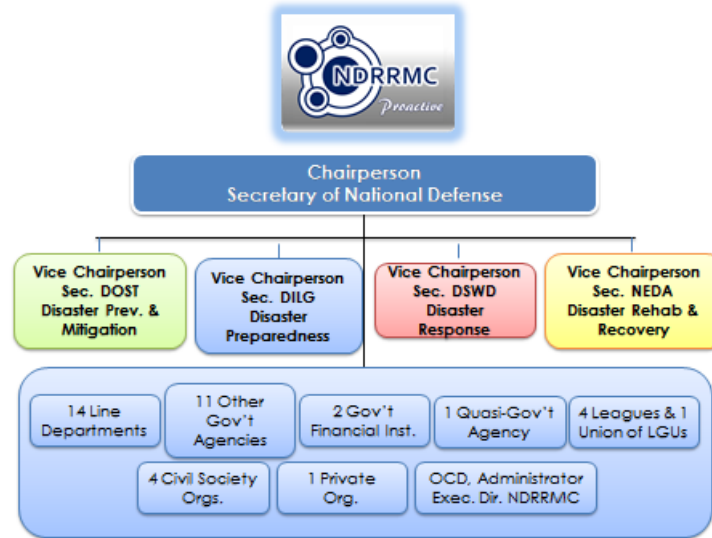 NDRRMC
Proactive
Chairperson
Secretary of National Defense
Vice Chairperson
Sec. DOST
Disaster Prev. &
Mitigation
Vice Chairperson
Sec. DILG
Disaster
Preparedness
Vice Chairperson
Sec. DSWD
Disaster
Response
Vice Chairperson
Sec. NEDA
Disaster Rehab &
Recovery
14 Line
Departments
11 Other
Gov't
Agencies
2 Gov't
Financial Inst.
1 Quasi-Gov't
Agency
4 Leagues & 1
Union of LGUs
4 Civil Society
Orgs.
1 Private
Org.
OCD, Administrator
Exec. Dir. NDRRMC